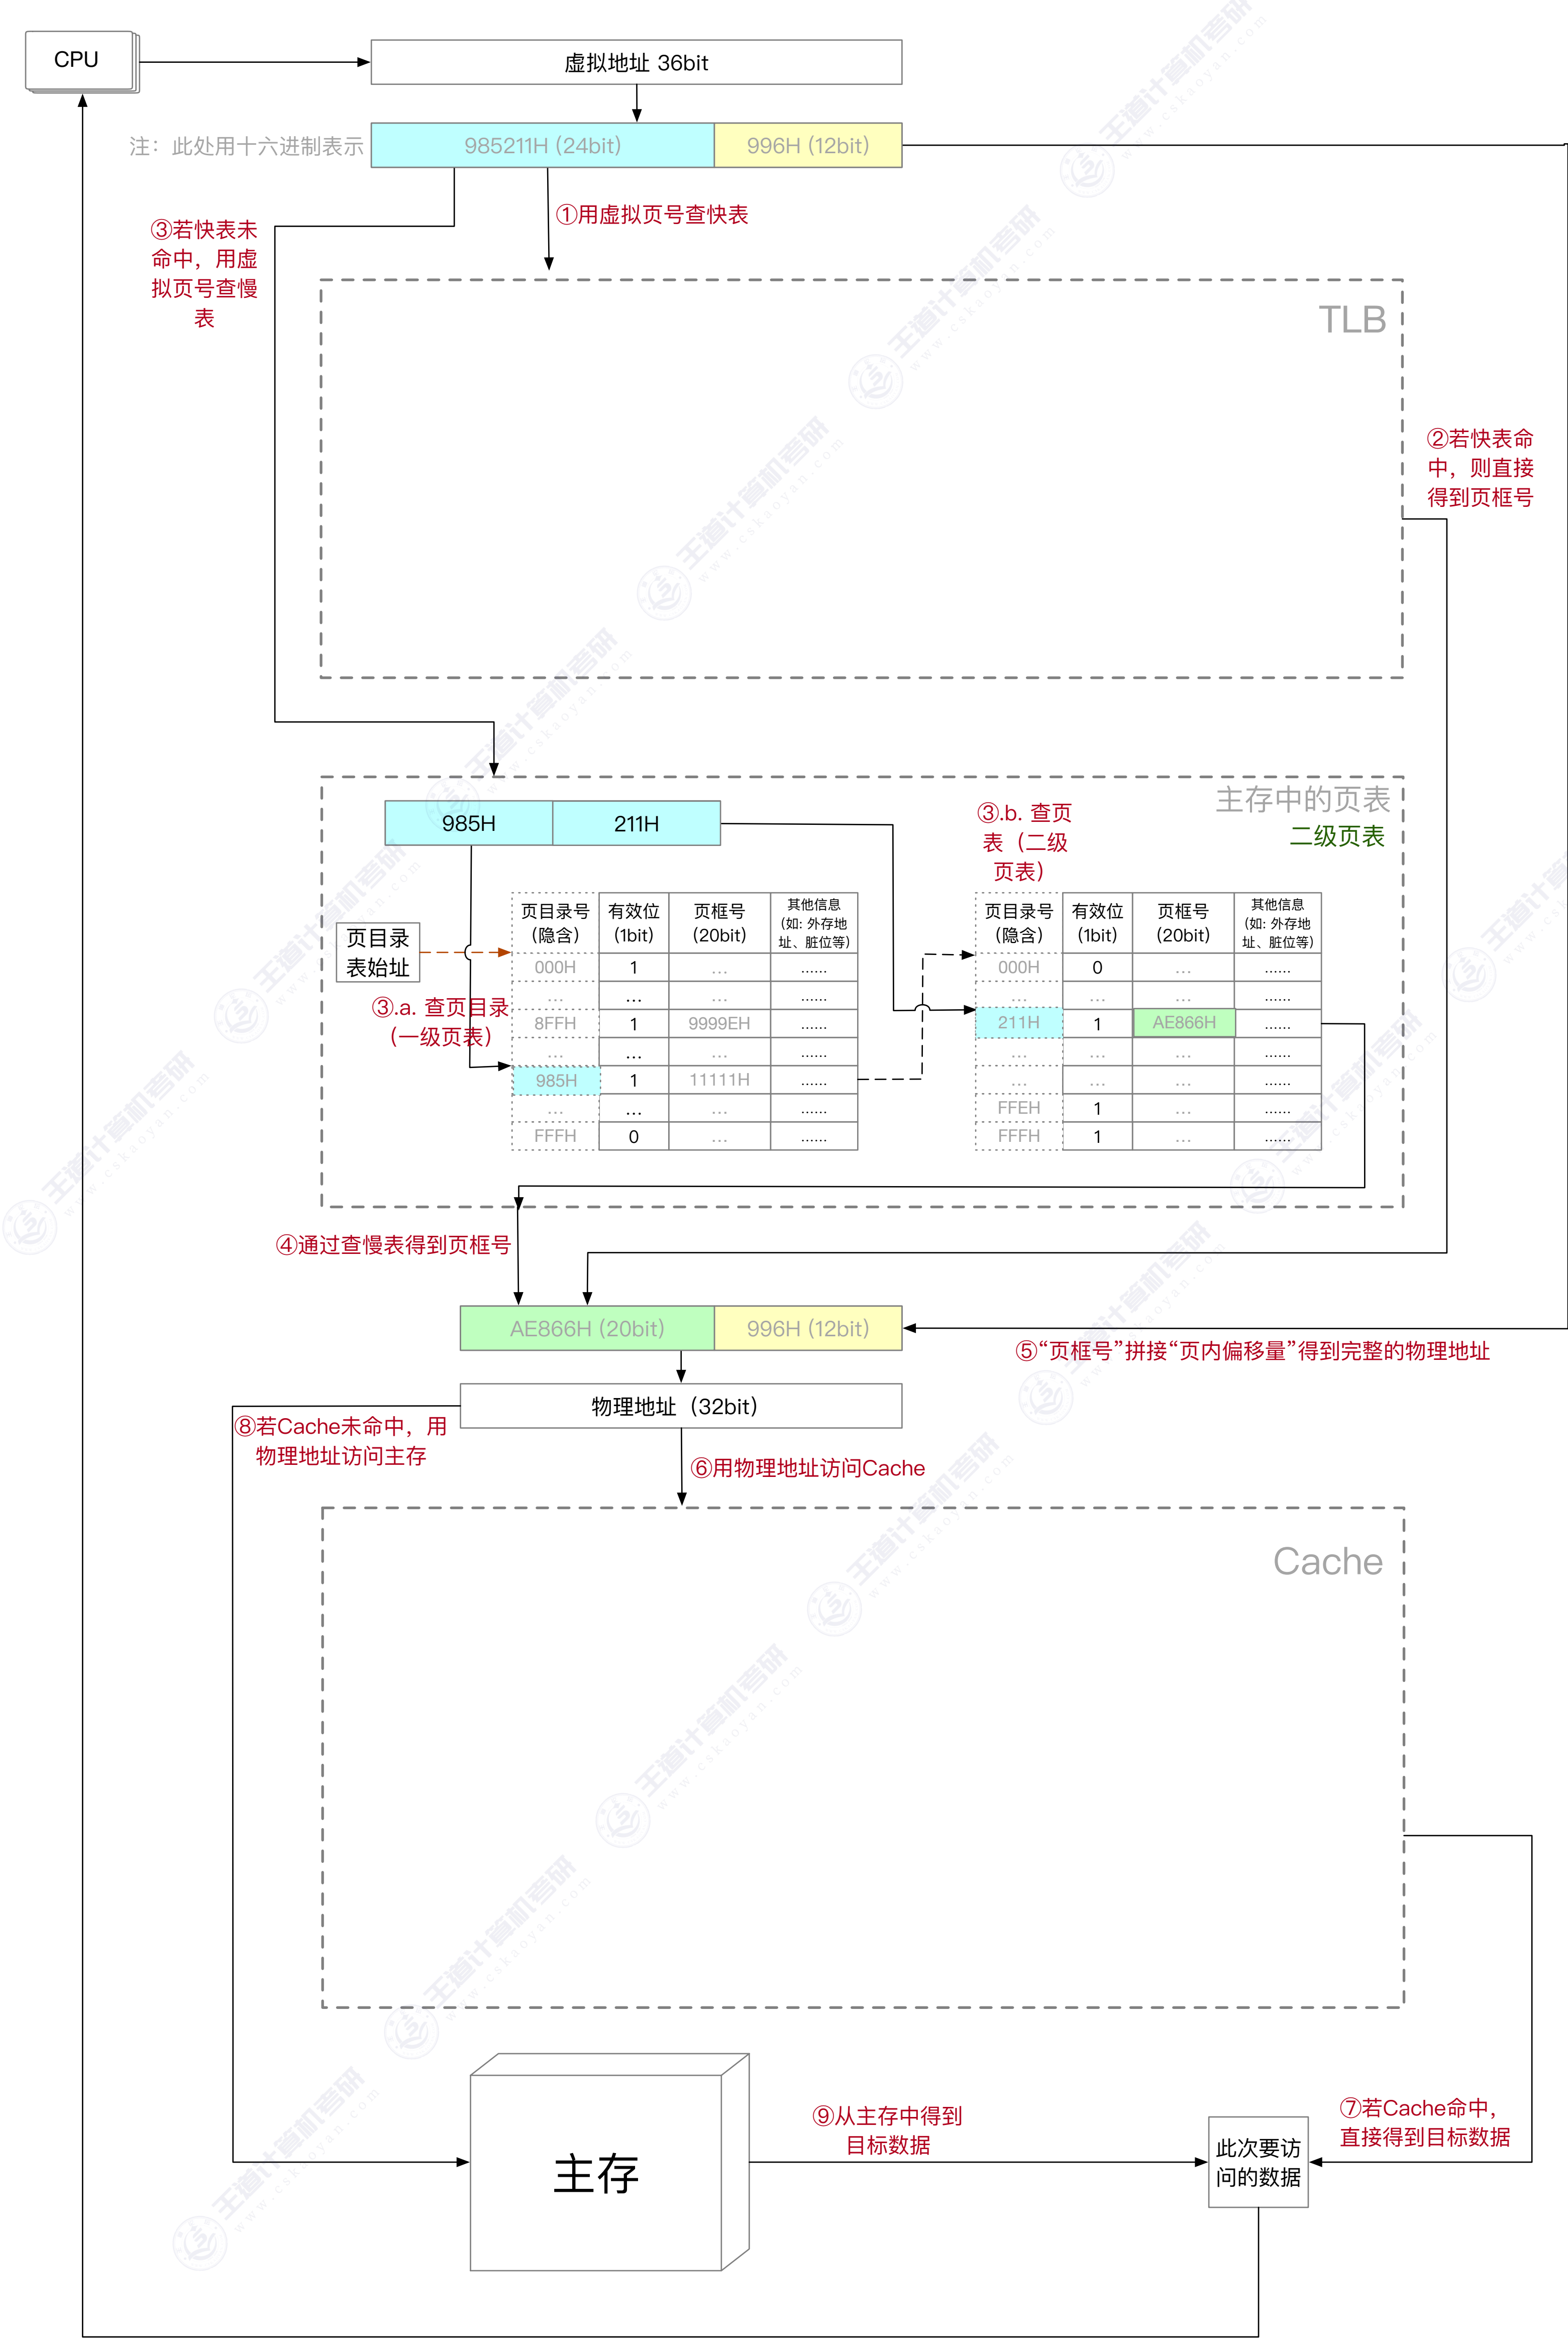 CPU
虚拟地址 36bit
注：此处用十六进制表示
985211H (24bit)
996H (12bit)
①用虚拟页号查快表
③若快表未
命中，用虚
拟页号查慢
表
TLB
②若快表命
中，则直接
得到页框号
主存中的页表
二级页表
985H
211H
③.b. 查页
表（二级
页表）
页目录
表始址
③.a. 查页目录
（一级页表）
页目录号 有效位 页框号 其他信息
（隐含） (1bit) (20bit) (如: 外存地
址、脏位等)
000H 1 ... ......
... ... ... ......
8FFH 1 9999EH ......
... ... ... ......
985H 1 11111H ......
... ... ... ......
FFFH 0 ... ......
页目录号 有效位 页框号 其他信息
（隐含） (1bit) (20bit) (如: 外存地
址、脏位等)
000H 0 ... ......
... ... ... ......
211H 1 AE866H ......
... ... ... ......
... ... ... ......
FFEH 1 ... ......
FFFH 1 ... ......
④通过查慢表得到页框号
AE866H (20bit)
996H (12bit)
⑤“页框号”拼接“页内偏移量”得到完整的物理地址
物理地址（32bit）
⑧若Cache未命中，用
物理地址访问主存
⑥用物理地址访问Cache
Cache
主存
⑨从主存中得到
目标数据
此次要访
问的数据
⑦若Cache命中，
直接得到目标数据
王道计算机考研
www.cskaoyan.com